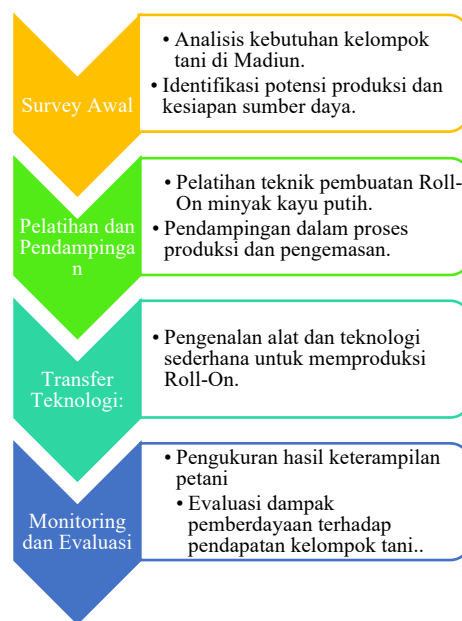 Survey Awal
• Analisis kebutuhan kelompok
tani di Madiun.
• Identifikasi potensi produksi dan
kesiapan sumber daya.
Pelatihan dan
Pendampinga
n
• Pelatihan teknik pembuatan Roll-
On minyak kayu putih.
• Pendampingan dalam proses
produksi dan pengemasan.
Transfer
Teknologi:
• Pengenalan alat dan teknologi
sederhana untuk memproduksi
Roll-On.
Monitoring
dan Evaluasi
• Pengukuran hasil keterampilan
petani
• Evaluasi dampak
pemberdayaan terhadap
pendapatan kelompok tani..